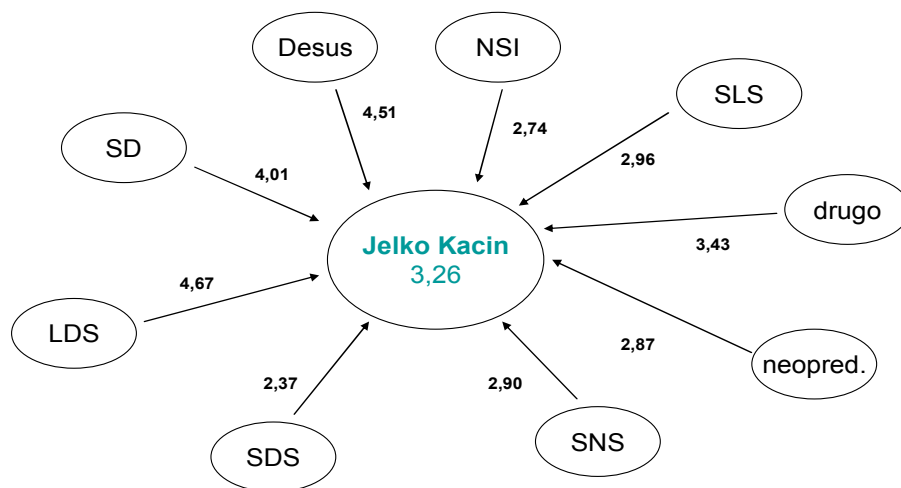 Desus
NSI
SLS
SD
4,51
2,74
2,96
4,01
drugo
Jelko Kacin
3,26
3,43
4,67
LDS
2,87
neopred.
2,37
2,90
SDS
SNS